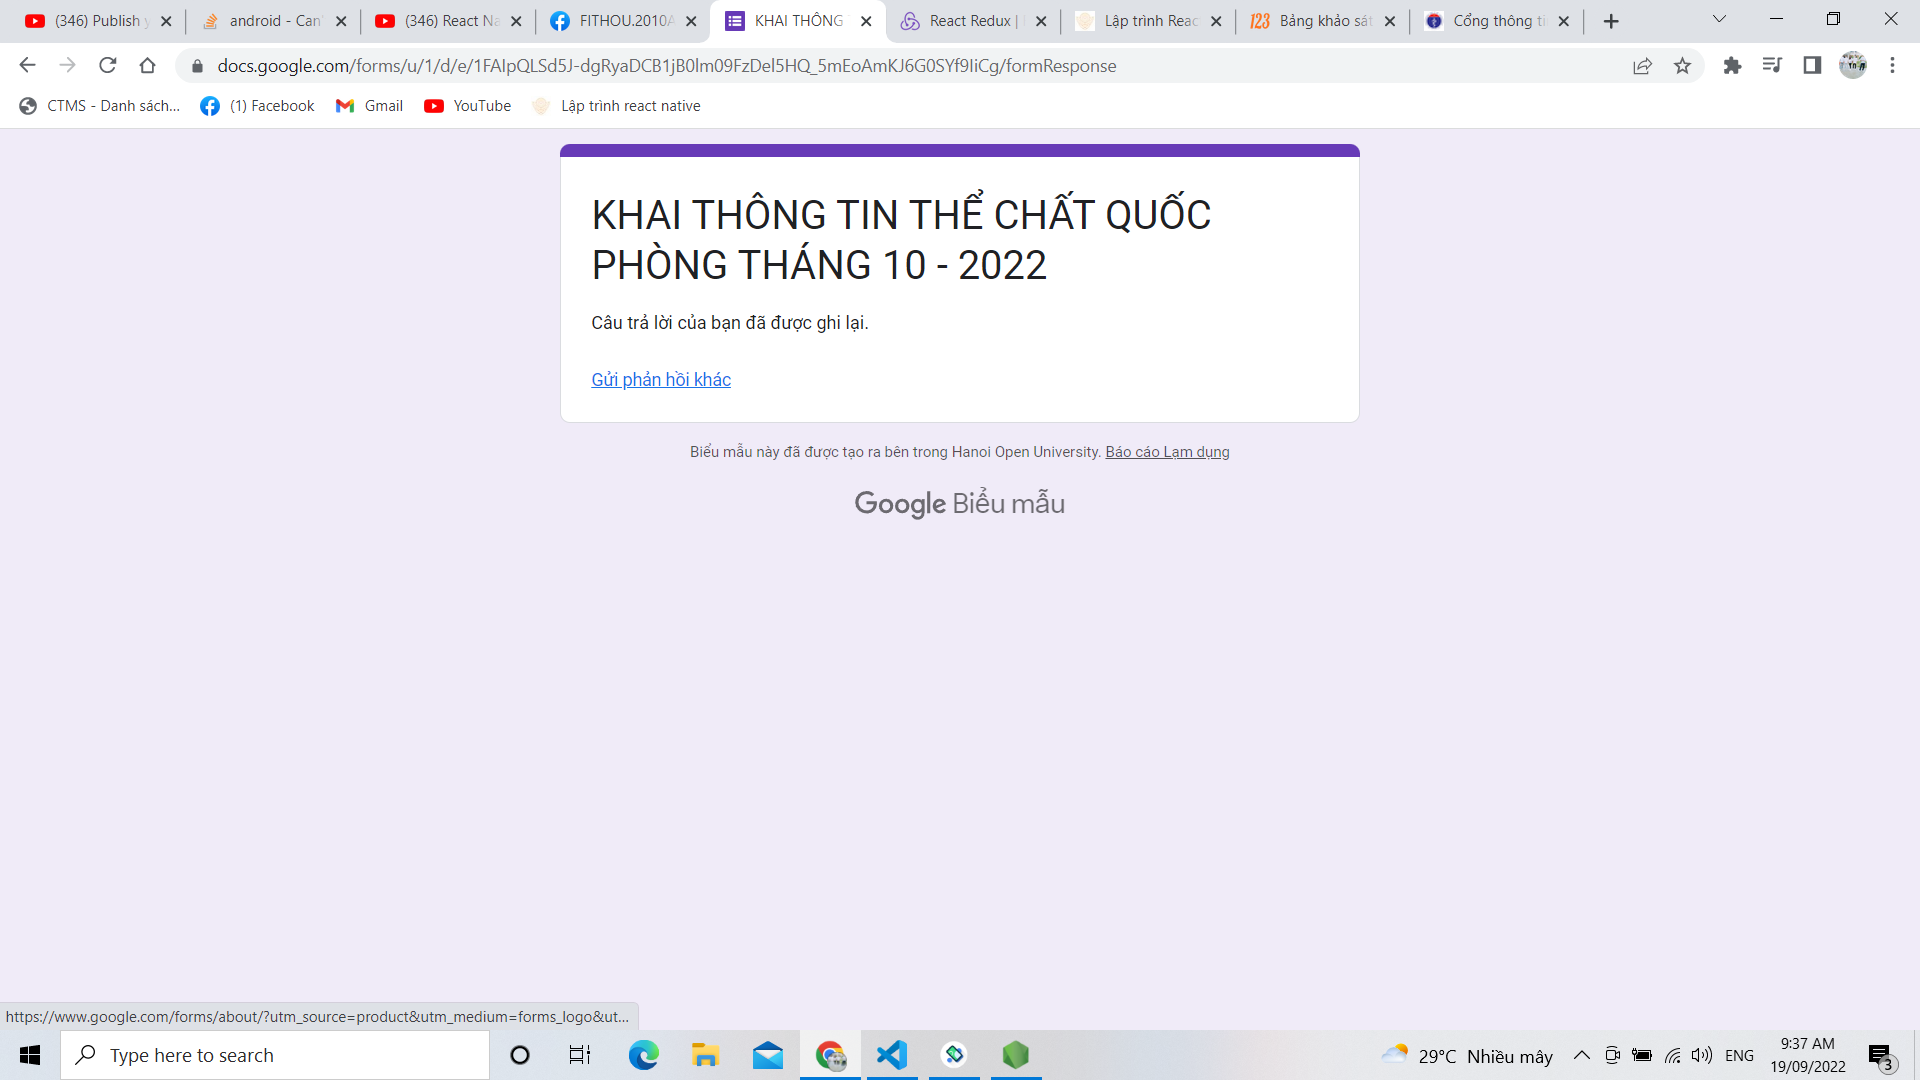 (346) Publish y
android - Can'
(346) React Na
FITHOU.2010A
KHAI THÔNG T
React Redux |
Lập trình Reac
Bảng khảo sát
Cổng thông ti
docs.google.com/forms/u/1/d/e/1FAIpQLSd5J-dgRyaDCB1jB0lm09FzDel5HQ_5mEoAmKJ6G0SYf9IiCg/formResponse
CTMS - Danh sách...
(1) Facebook
Gmail
YouTube
Lập trình react native
KHAI THÔNG TIN THỂ CHẤT QUỐC
PHÒNG THÁNG 10 - 2022
Câu trả lời của bạn đã được ghi lại.
Gửi phản hồi khác
Biểu mẫu này đã được tạo ra bên trong Hanoi Open University. Báo cáo Lạm dụng
Google Biểu mẫu
https://www.google.com/forms/about/?utm_source=product&utm_medium=forms_logo&ut...
Type here to search
29°C Nhiều mây
ENG
9:37 AM
19/09/2022
3